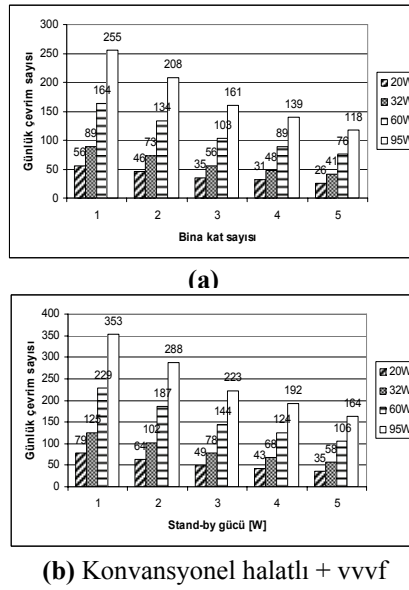 300
250
200
150
100
50
0
Günlük çevrim sayısı
56 89 164 255
46 73 134 208
35 56 103 161
31 48 89 139
26 41 76 118
1 2 3 4 5
Bina kat sayısı
20W
32W
60W
95W
(a)
400
350
300
250
200
150
100
50
0
Günlük çevrim sayısı
79 125 229 353
64 102 187 288
49 78 144 223
43 68 124 192
35 58 106 164
1 2 3 4 5
Stand-by gücü [W]
20W
32W
60W
95W
(b) Konvansyonel halatlı + vvvf